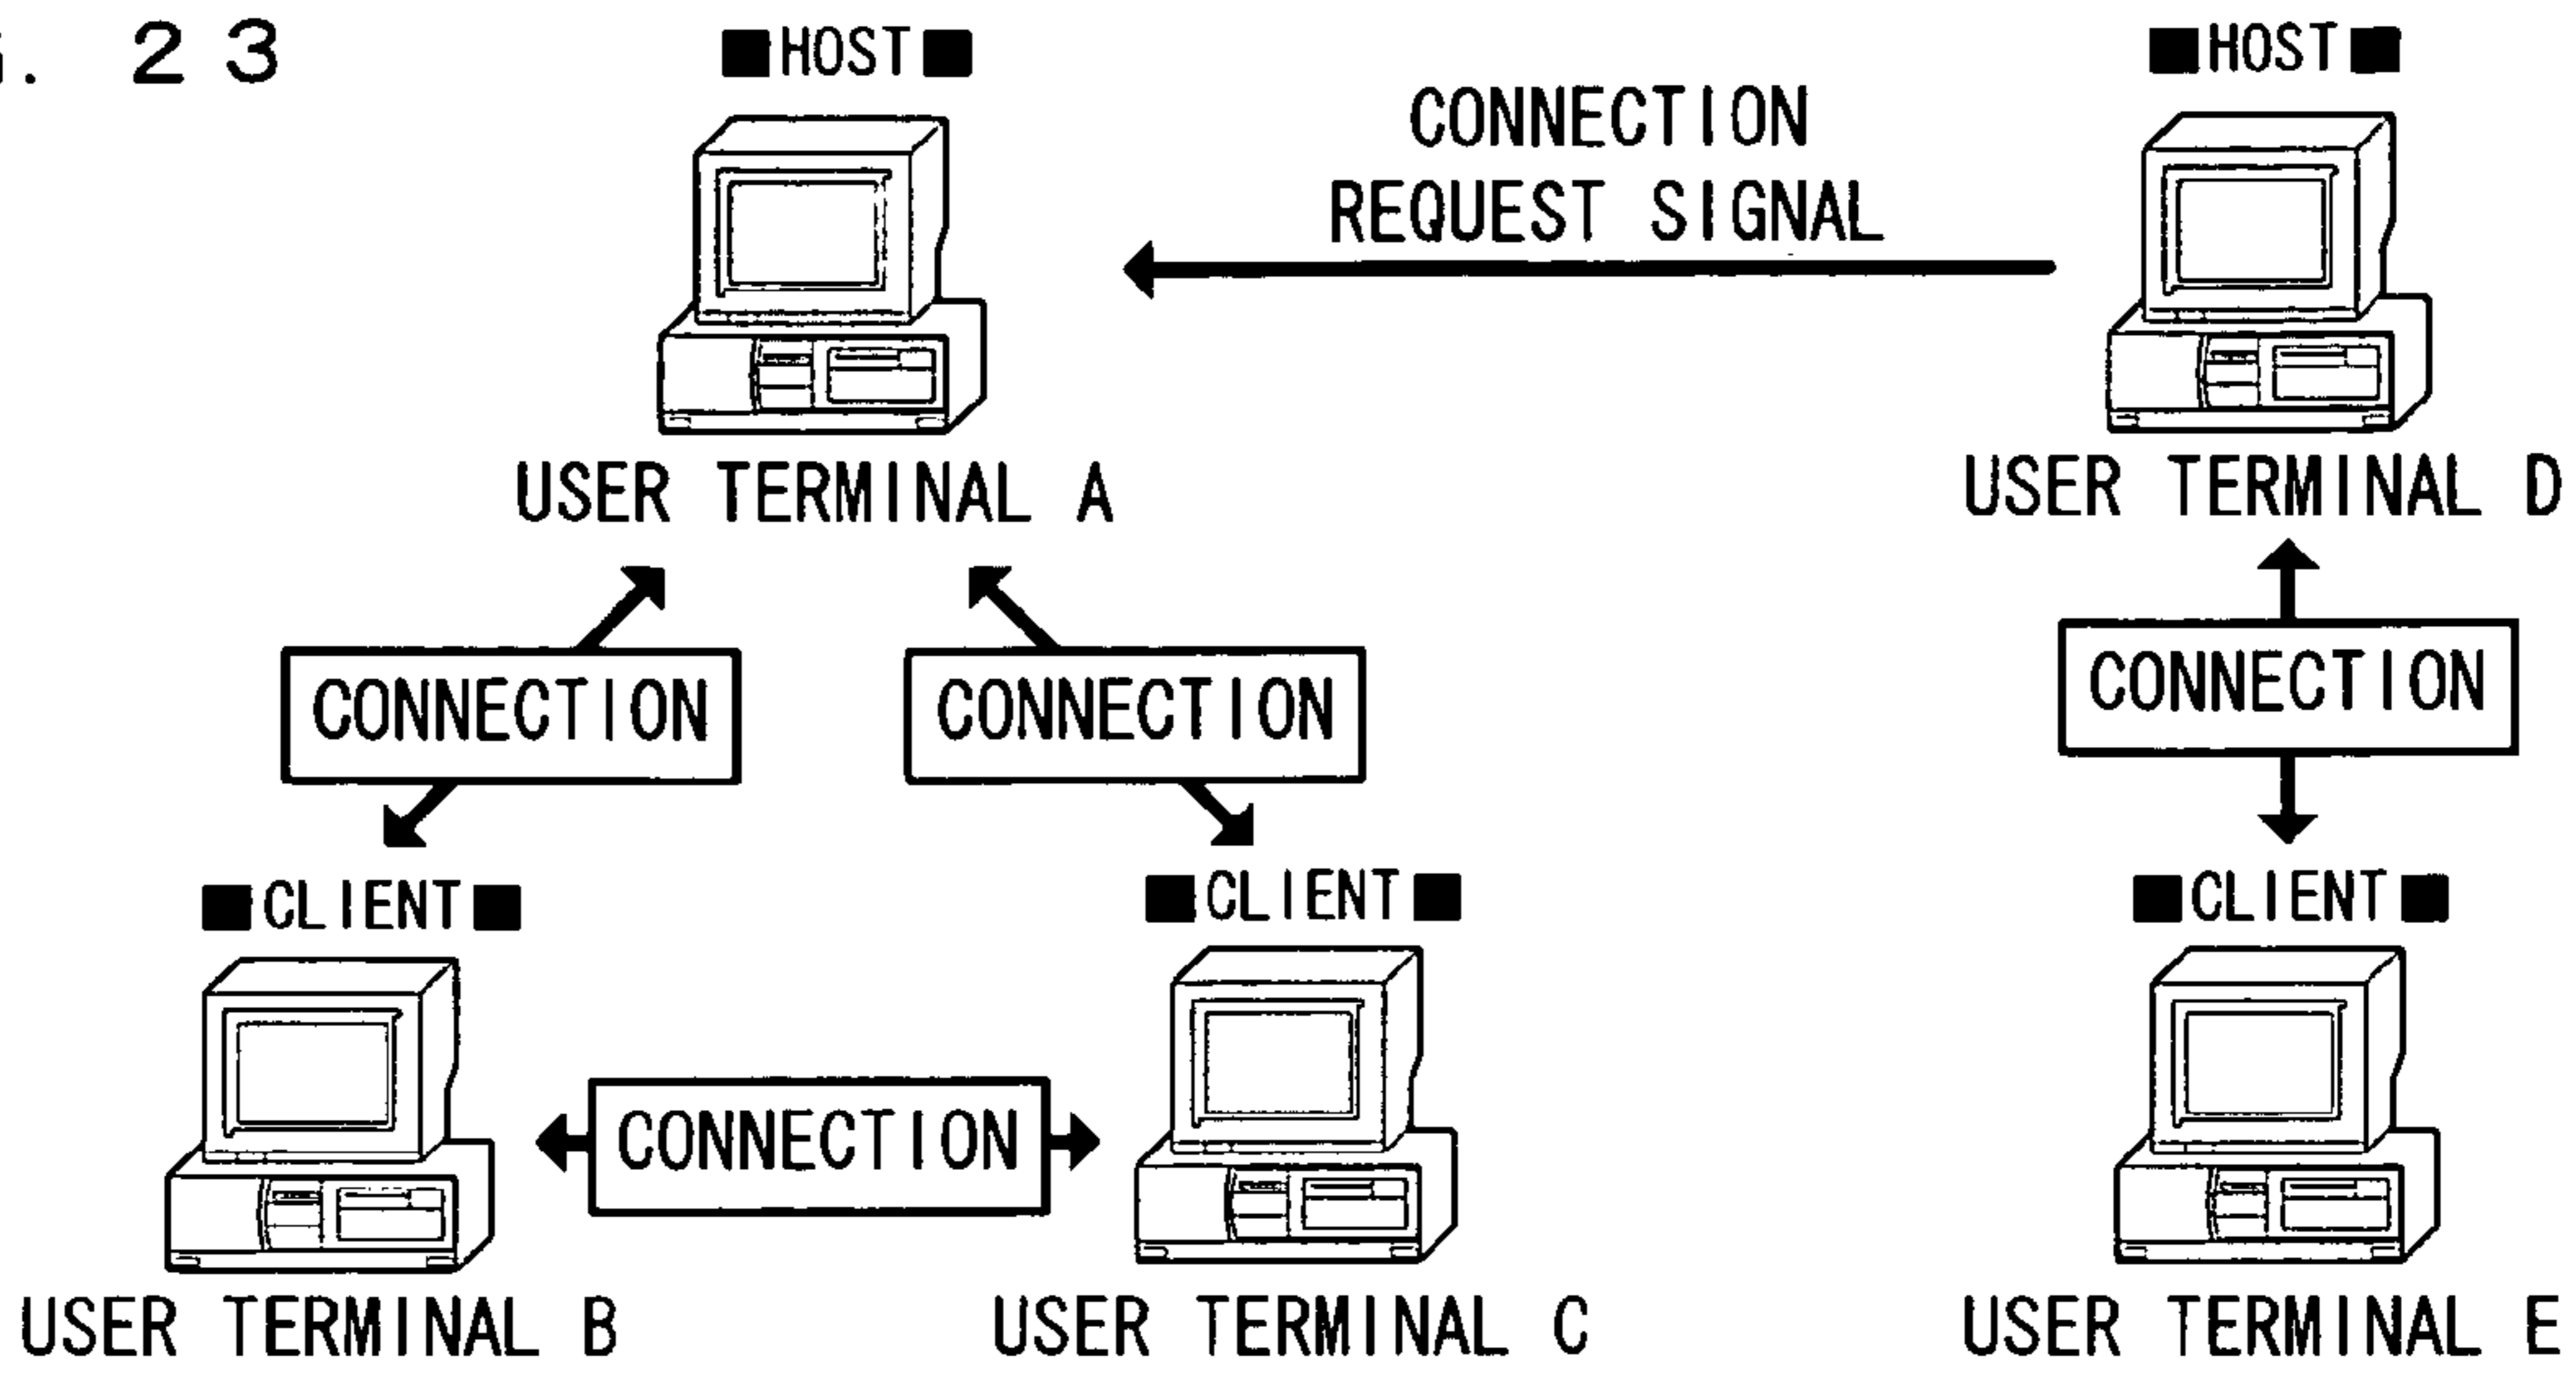 G. 23
■HOST■
■HOST■
CONNECTION
REQUEST SIGNAL
USER TERMINAL A
USER TERMINAL D
CONNECTION
CONNECTION
CONNECTION
■CLIENT■
■CLIENT■
■CLIENT■
CONNECTION
USER TERMINAL B
USER TERMINAL C
USER TERMINAL E